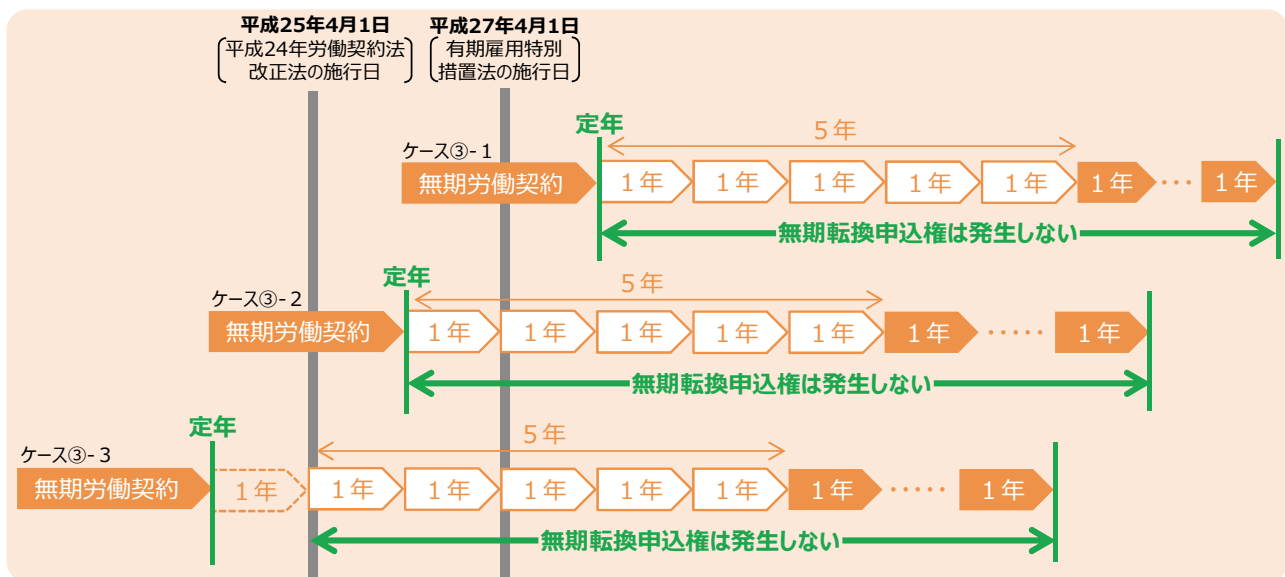 平成25年4月1日
平成24年労働契約法
改正法の施行日
平成27年4月1日
有期雇用特別
措置法の施行日
ケース③-1
定年
5年
無期労働契約
1年
1年
1年
1年
1年
1年
‥‥
1年
無期転換申込権は発生しない
ケース③-2
定年
5年
無期労働契約
1年
1年
1年
1年
1年
1年
‥‥‥
1年
無期転換申込権は発生しない
ケース③-3
定年
5年
無期労働契約
1年
1年
1年
1年
1年
1年
1年
‥‥‥
1年
無期転換申込権は発生しない